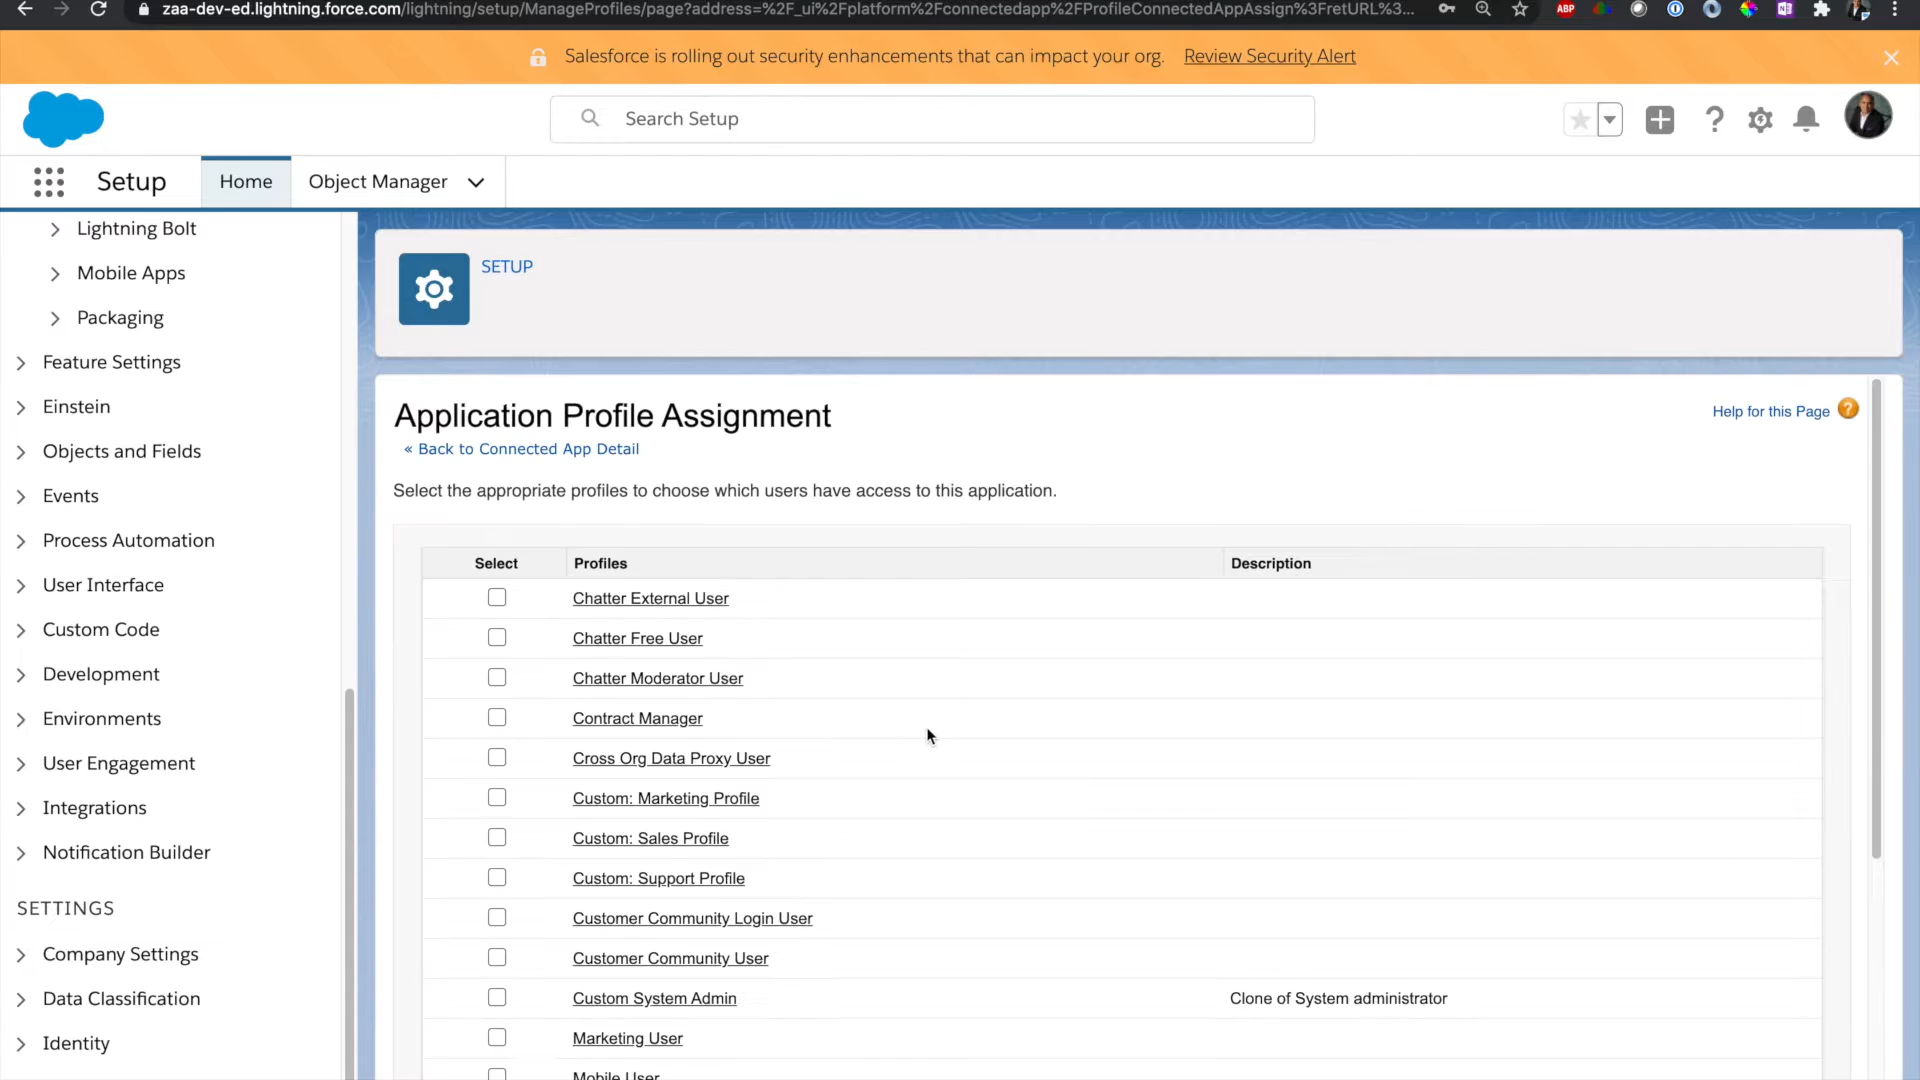 zaa-dev-ed.lightning.force.com/lightning/setup/ManageProfiles/page?address=%2F_ui%2Fplatform%2Fconnectedapp%2FProfileConnectedAppAssign%3FretURL%3...
ABP
Salesforce is rolling out security enhancements that can impact your org. Review Security Alert
Search Setup
Setup
Home
Object Manager
Lightning Bolt
Mobile Apps
Packaging
Feature Settings
Einstein
Objects and Fields
Events
Process Automation
User Interface
Custom Code
Development
Environments
User Engagement
Integrations
Notification Builder
SETTINGS
Company Settings
Data Classification
Identity
SETUP
Application Profile Assignment
Help for this Page ?
« Back to Connected App Detail
Select the appropriate profiles to choose which users have access to this application.
Select Profiles Description
Chatter External User
Chatter Free User
Chatter Moderator User
Contract Manager
Cross Org Data Proxy User
Custom: Marketing Profile
Custom: Sales Profile
Custom: Support Profile
Customer Community Login User
Customer Community User
Custom System Admin Clone of System administrator
Marketing User
Mobile User